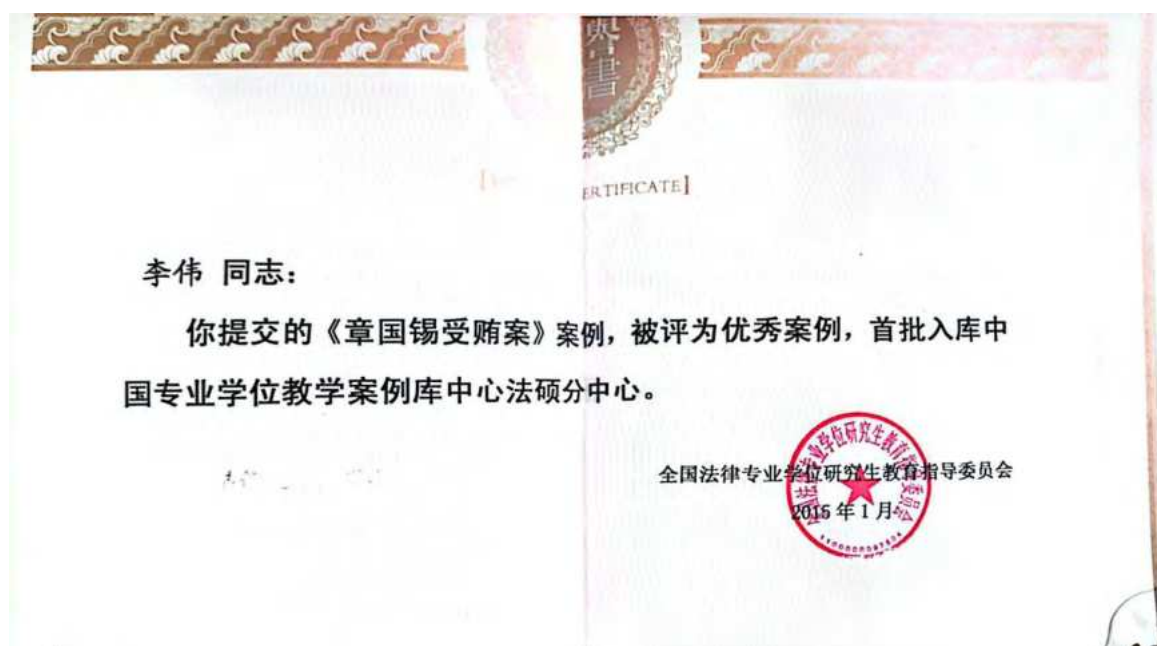 書
ERTIFICATE]
李伟 同志:
你提交的《章国锡受贿案》案例,被评为优秀案例,首批入库中
国专业学位教学案例库中心法硕分中心。
全国法律专业学位研究生教育指导委员会
2015 年 1 月